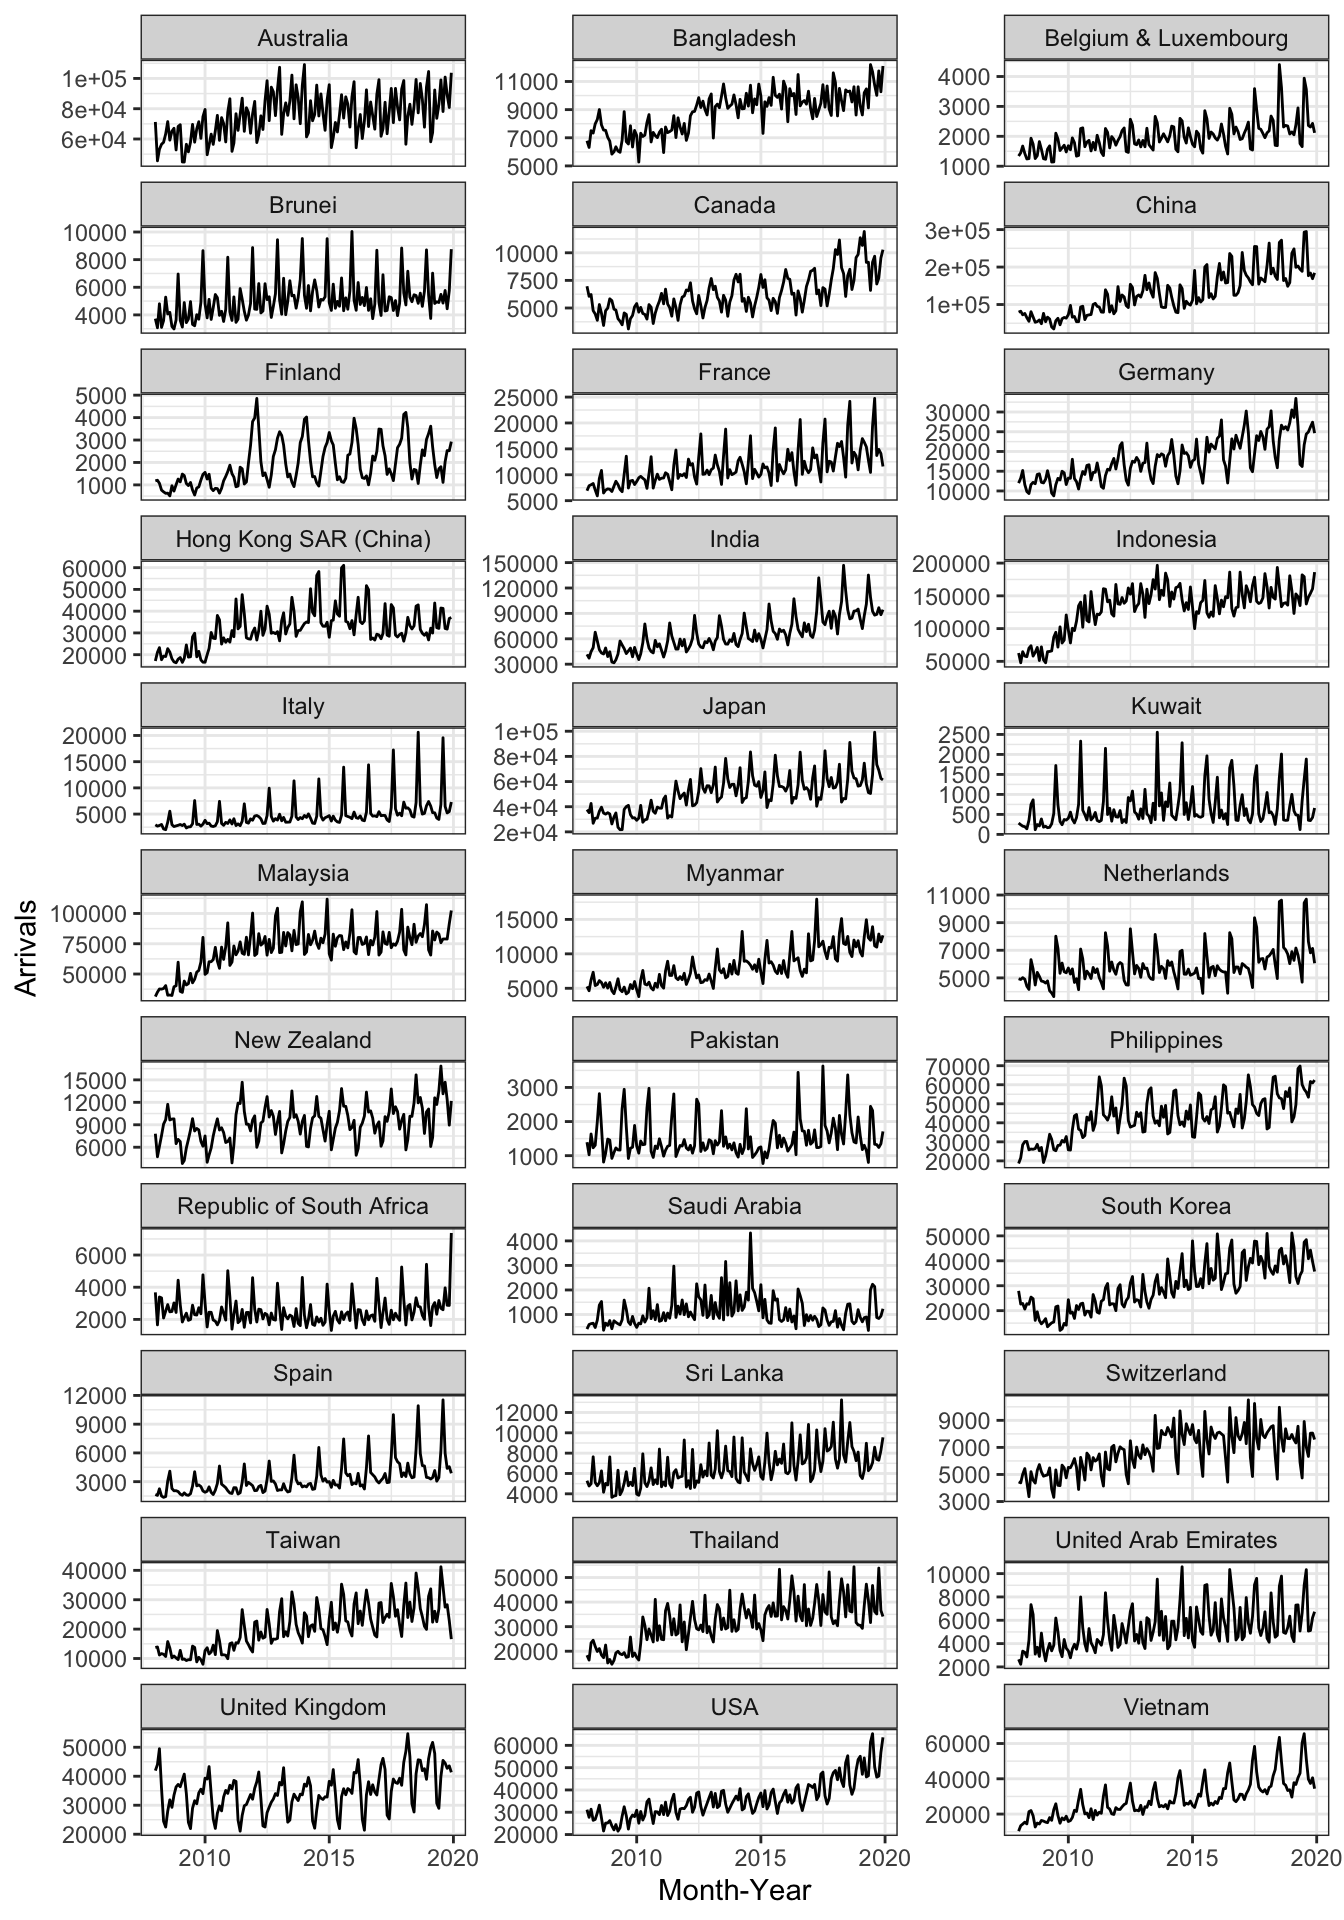 Australia Bangladesh Belgium & Luxembourg
1e+05 8e+04 6e+04
11000 9000 7000 5000
4000 3000 2000 1000
Brunei Canada China
10000 8000 6000 4000
10000 7500 5000
3e+05 2e+05 1e+05
Finland France Germany
5000 4000 3000 2000 1000
25000 20000 15000 10000 5000
30000 25000 20000 15000 10000
Hong Kong SAR (China) India Indonesia
60000 50000 40000 30000 20000
150000 120000 90000 60000 30000
200000 150000 100000 50000
Italy Japan Kuwait
20000 15000 10000 5000
1e+05 8e+04 6e+04 4e+04 2e+04
2500 2000 1500 1000 500 0
Malaysia Myanmar Netherlands
100000 75000 50000
15000 10000 5000
11000 9000 7000 5000
New Zealand Pakistan Philippines
15000 12000 9000 6000
3000 2000 1000
70000 60000 50000 40000 30000 20000
Republic of South Africa Saudi Arabia South Korea
6000 4000 2000
4000 3000 2000 1000
50000 40000 30000 20000
Spain Sri Lanka Switzerland
12000 9000 6000 3000
12000 10000 8000 6000 4000
9000 7000 5000 3000
Taiwan Thailand United Arab Emirates
40000 30000 20000 10000
50000 40000 30000 20000
10000 8000 6000 4000 2000
United Kingdom USA Vietnam
50000 40000 30000 20000
60000 50000 40000 30000 20000
60000 40000 20000
2010 2015 2020 2010 2015 2020 2010 2015 2020
Month-Year
Arrivals